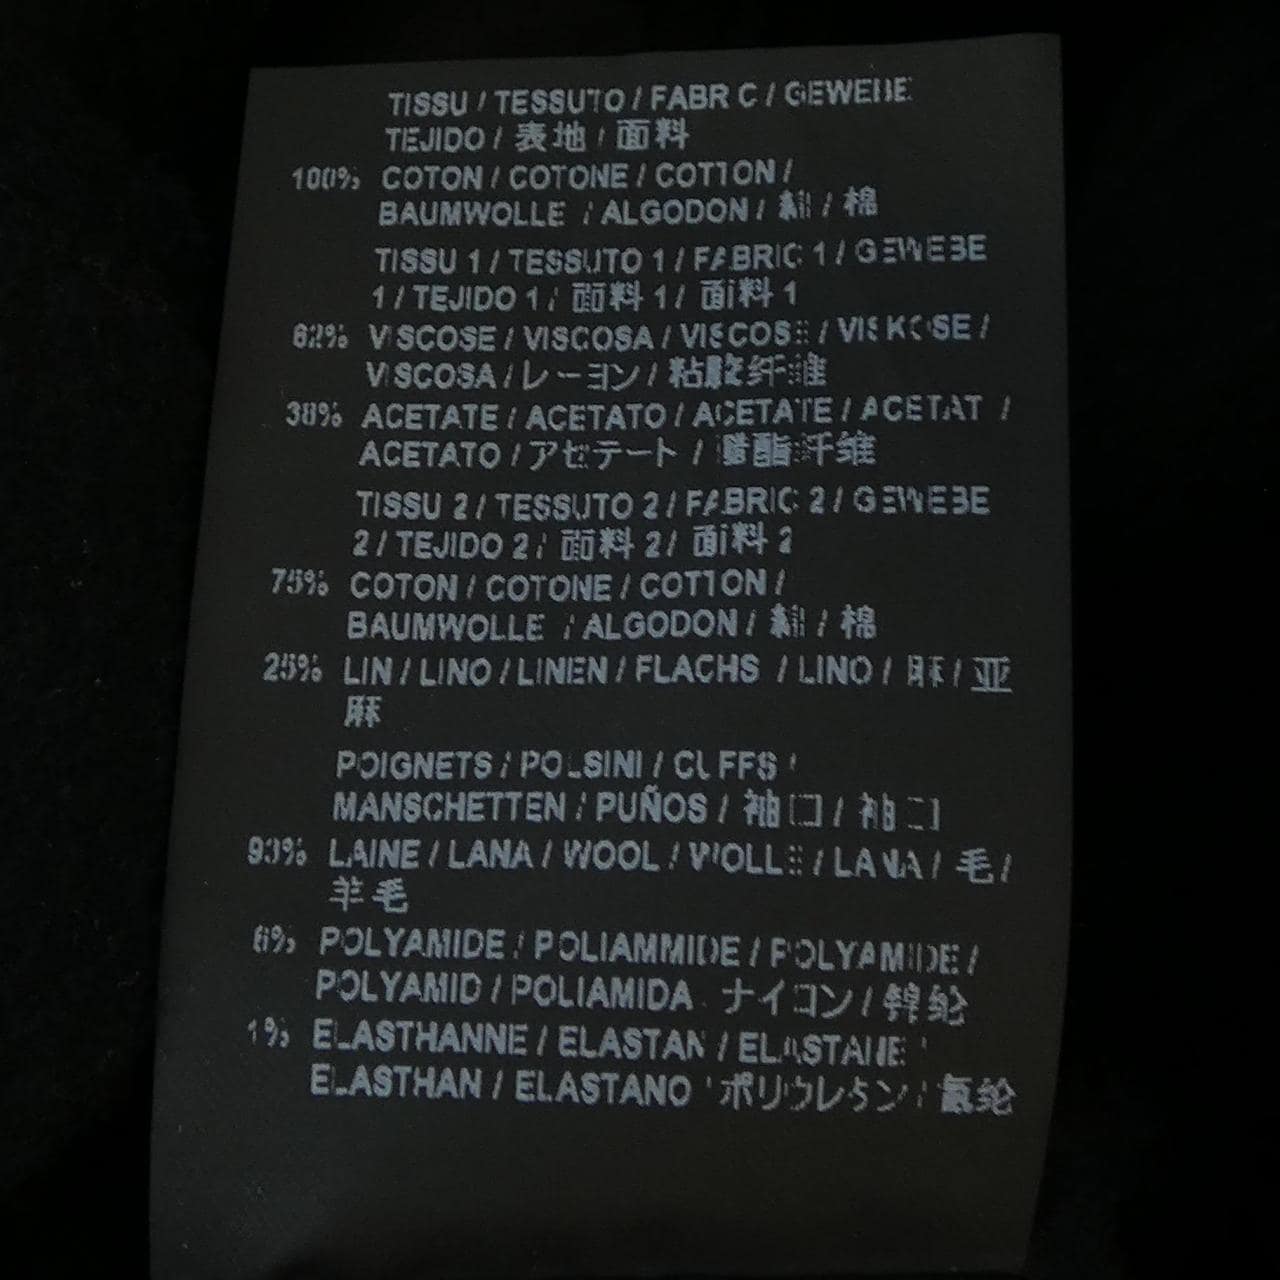 TISSU / TESSUTO / FABRIC / GEWEBE
TEJIDO / 表地 / 面料
100% COTON / COTONE / COTTON /
BAUMWOLLE / ALGODON / 綿 / 棉
TISSU 1 / TESSUTO 1 / FABRIC 1 / GEWEBE
1 / TEJIDO 1 / 面料 1 / 面料 1
62% VISCOSE / VISCOSA / VISCOSE / VISKOSE /
VISCOSA / レーヨン / 粘胶纤维
38% ACETATE / ACETATO / ACETATE / ACETAT /
ACETATO / アセテート / 醋酯纤维
TISSU 2 / TESSUTO 2 / FABRIC 2 / GEWEBE
2 / TEJIDO 2 / 面料 2 / 面料 2
75% COTON / COTONE / COTTON /
BAUMWOLLE / ALGODON / 綿 / 棉
25% LIN / LINO / LINEN / FLACHS / LINO / 麻 / 亚
麻
POIGNETS / POLSINI / CUFFS /
MANSCHETTEN / PUÑOS / 袖口 / 袖口
93% LAINE / LANA / WOOL / WOLLE / LANA / 毛 /
羊毛
6% POLYAMIDE / POLIAMMIDE / POLYAMIDE /
POLYAMID / POLIAMIDA / ナイロン / 锦纶
1% ELASTHANNE / ELASTAN / ELASTANE /
ELASTHAN / ELASTANO / ポリウレタン / 氨纶